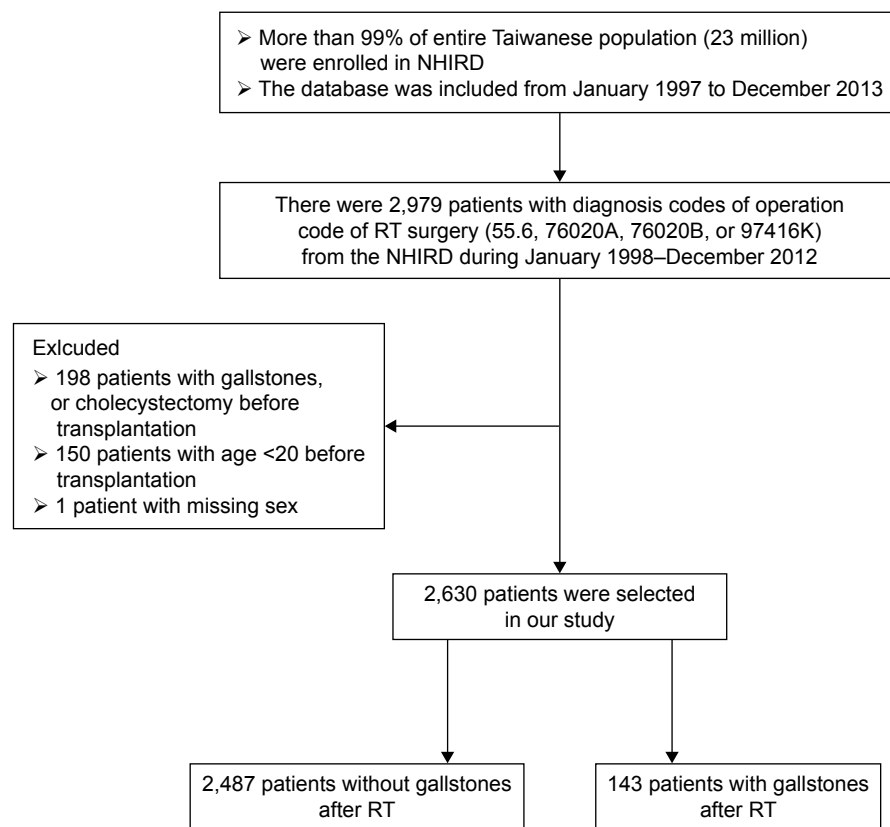 ➢ More than 99% of entire Taiwanese population (23 million)
were enrolled in NHIRD
➢ The database was included from January 1997 to December 2013
There were 2,979 patients with diagnosis codes of operation
code of RT surgery (55.6, 76020A, 76020B, or 97416K)
from the NHIRD during January 1998–December 2012
Exlcuded
➢ 198 patients with gallstones,
or cholecystectomy before
transplantation
➢ 150 patients with age <20 before
transplantation
➢ 1 patient with missing sex
2,630 patients were selected
in our study
2,487 patients without gallstones
after RT
143 patients with gallstones
after RT